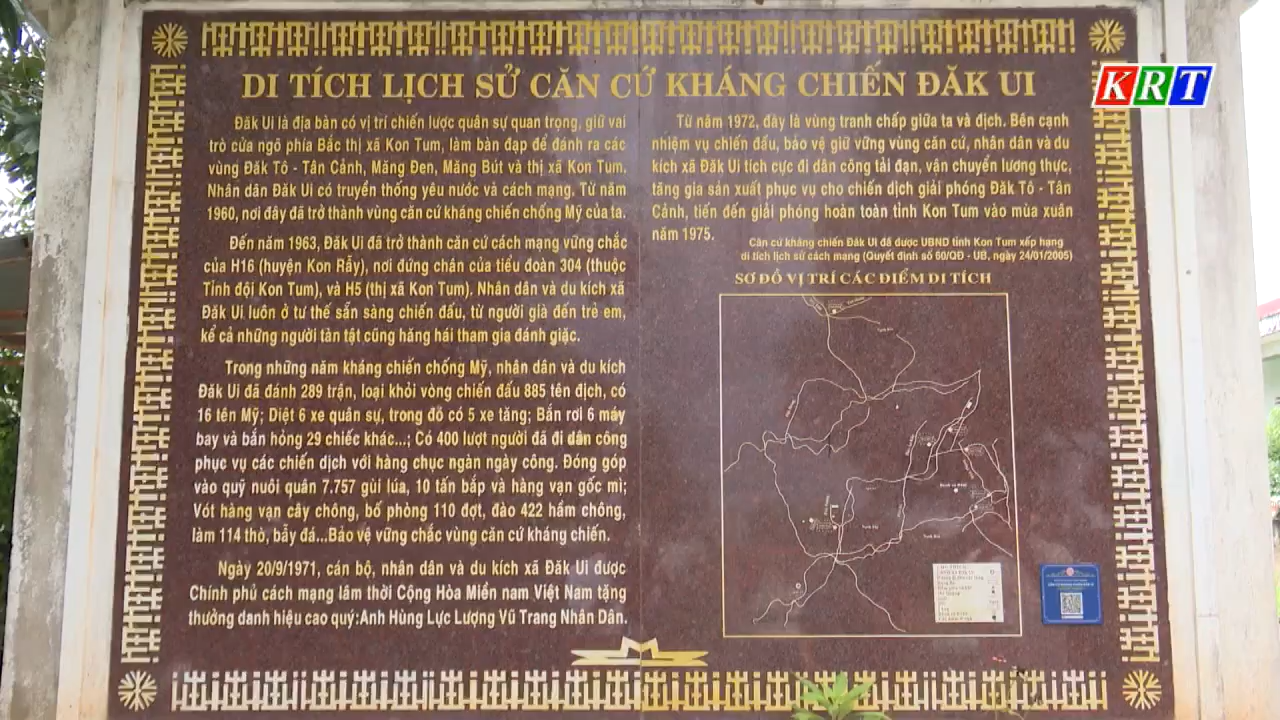 DI TÍCH LỊCH SỬ CĂN CỨ KHÁNG CHIẾN ĐĂK UI
KRT
Đăk Ui là địa bàn có vị trí chiến lược quân sự quan trọng, giữ vai
trò cửa ngõ phía Bắc thị xã Kon Tum, làm bàn đạp để đánh ra các
vùng Đăk Tô - Tân Cảnh, Măng Đen, Măng Bút và thị xã Kon Tum.
Nhân dân Đăk Ui có truyền thống yêu nước và cách mạng. Từ năm
1960, nơi đây đã trở thành vùng căn cứ kháng chiến chống Mỹ của ta.
Đến năm 1963, Đăk Ui đã trở thành căn cứ cách mạng vững chắc
của H16 (huyện Kon Rẫy), nơi đứng chân của tiểu đoàn 304 (thuộc
Tỉnh đội Kon Tum), và H5 (thị xã Kon Tum). Nhân dân và du kích xã
Đăk Ui luôn ở tư thế sẵn sàng chiến đấu, từ người già đến trẻ em,
kể cả những người tàn tật cũng hăng hái tham gia đánh giặc.
Trong những năm kháng chiến chống Mỹ, nhân dân và du kích
Đăk Ui đã đánh 289 trận, loại khỏi vòng chiến đấu 885 tên địch, có
16 tên Mỹ; Diệt 6 xe quân sự, trong đó có 5 xe tăng; Bắn rơi 6 máy
bay và bắn hỏng 29 chiếc khác...; Có 400 lượt người đã đi dân công
phục vụ các chiến dịch với hàng chục ngàn ngày công. Đóng góp
vào quỹ nuôi quân 7.757 gùi lúa, 10 tấn bắp và hàng vạn gốc mì;
Vót hàng vạn cây chông, bố phòng 110 đợt, đào 422 hầm chông,
làm 114 thò, bẫy đá...Bảo vệ vững chắc vùng căn cứ kháng chiến.
Ngày 20/9/1971, cán bộ, nhân dân và du kích xã Đăk Ui được
Chính phủ cách mạng lâm thời Cộng Hòa Miền nam Việt Nam tặng
thưởng danh hiệu cao quý:Anh Hùng Lực Lượng Vũ Trang Nhân Dân.
Từ năm 1972, đây là vùng tranh chấp giữa ta và địch. Bên cạnh
nhiệm vụ chiến đấu, bảo vệ giữ vững vùng căn cứ, nhân dân và du
kích xã Đăk Ui tích cực đi dân công tải đạn, vận chuyển lương thực,
tăng gia sản xuất phục vụ cho chiến dịch giải phóng Đăk Tô - Tân
Cảnh, tiến đến giải phóng hoàn toàn tỉnh Kon Tum vào mùa xuân
năm 1975.
Căn cứ kháng chiến Đăk Ui đã được UBND tỉnh Kon Tum xếp hạng
di tích lịch sử cách mạng (Quyết định số 60/QĐ - UB, ngày 24/01/2005)
SƠ ĐỒ VỊ TRÍ CÁC ĐIỂM DI TÍCH